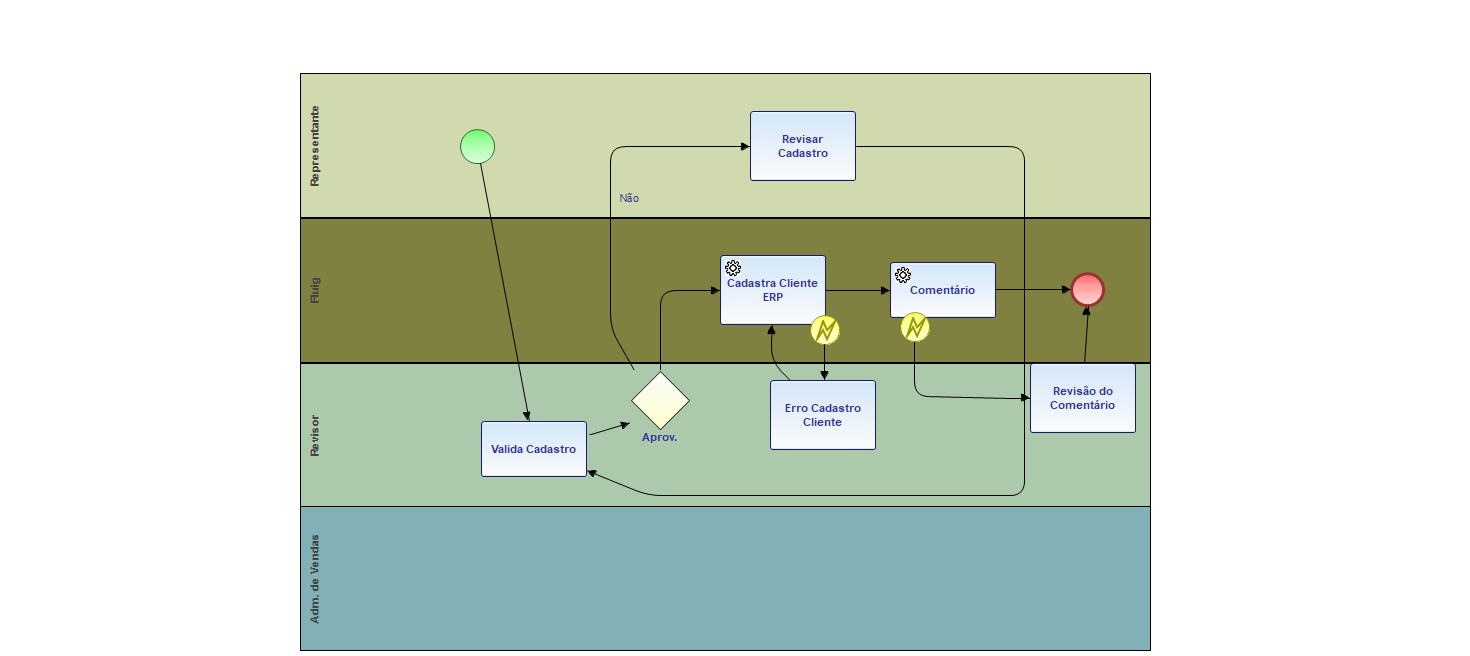 Representante
Revisar
Cadastro
Não
Fluig
Cadastra Cliente
ERP
Comentário
Revisor
Valida Cadastro
Aprov.
Erro Cadastro
Cliente
Revisão do
Comentário
Adm. de Vendas